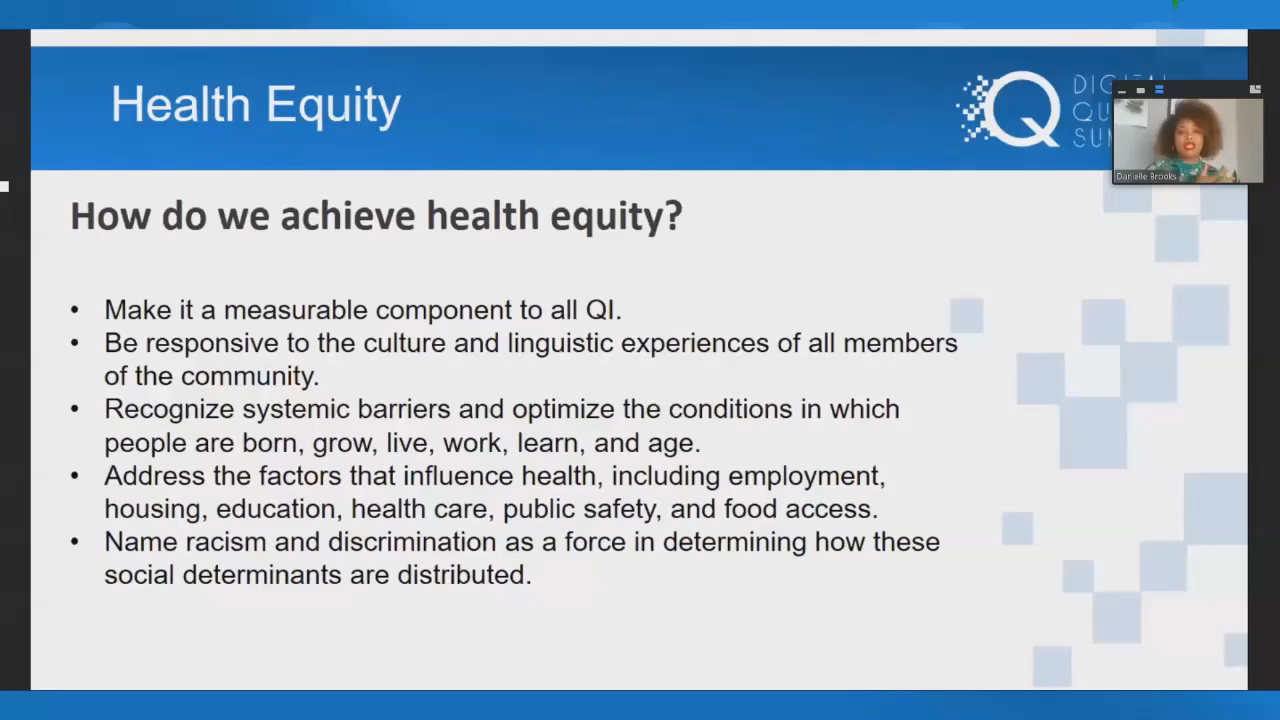 Health Equity
Danielle Brooks
How do we achieve health equity?
• Make it a measurable component to all QI.
• Be responsive to the culture and linguistic experiences of all members
of the community.
• Recognize systemic barriers and optimize the conditions in which
people are born, grow, live, work, learn, and age.
• Address the factors that influence health, including employment,
housing, education, health care, public safety, and food access.
• Name racism and discrimination as a force in determining how these
social determinants are distributed.